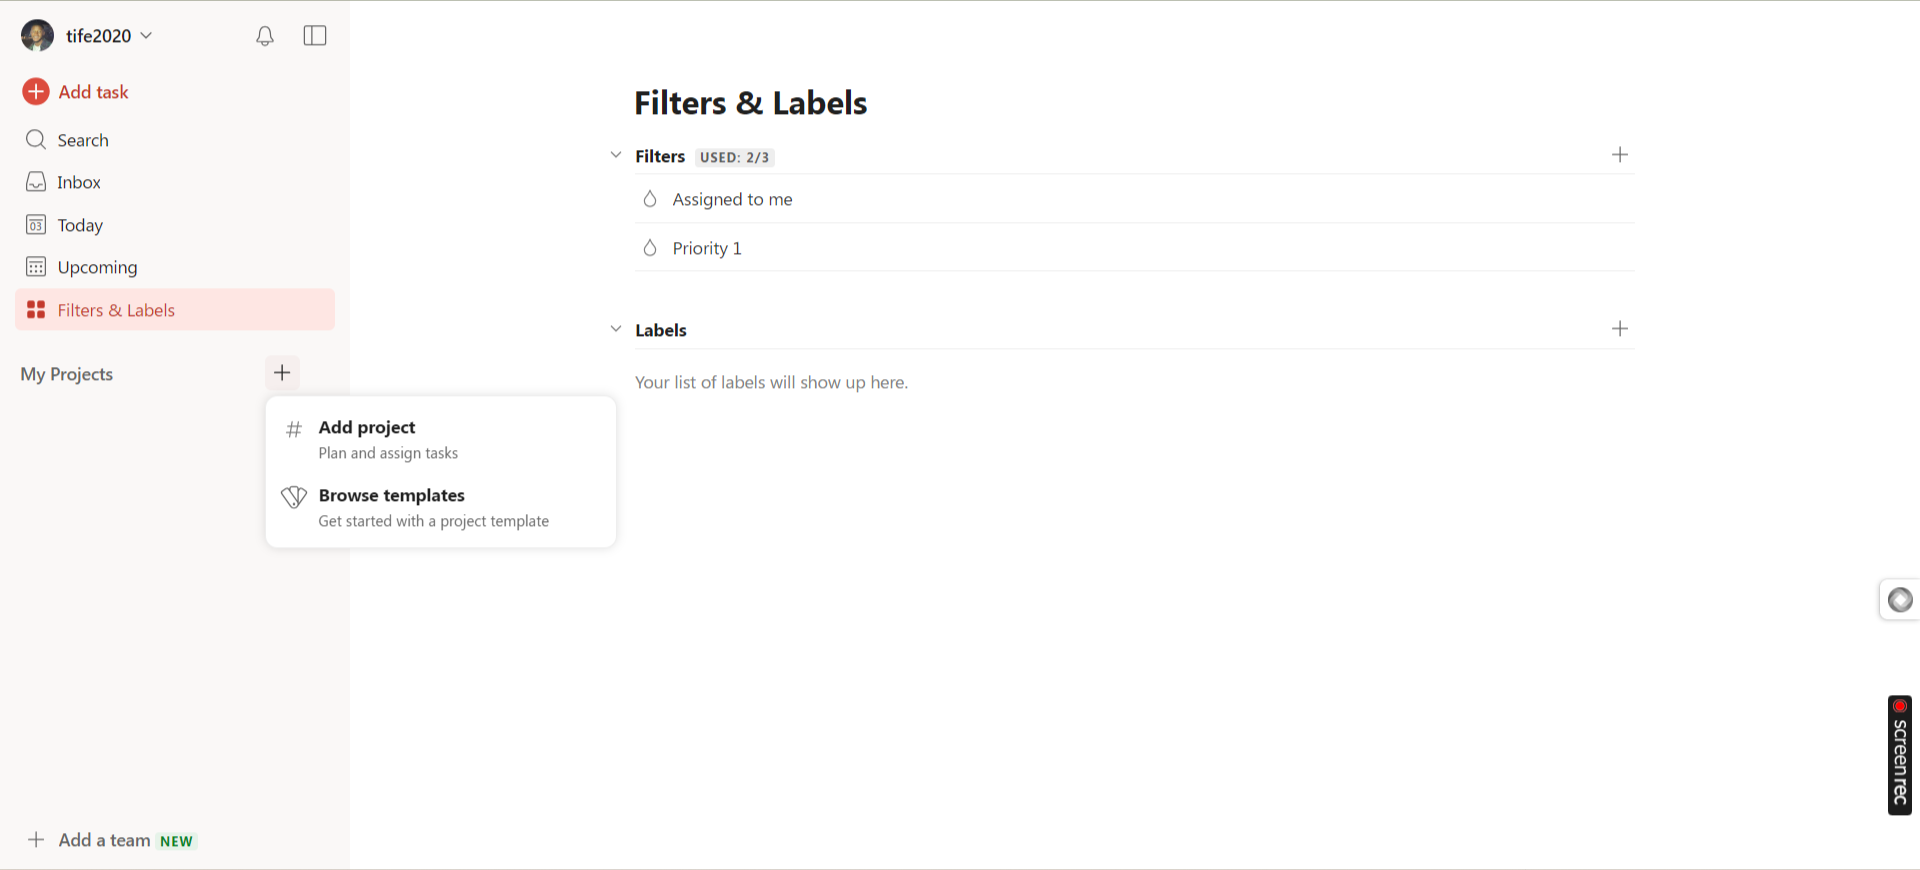 tife2020
Add task
Search
Inbox
03
Today
Upcoming
Filters & Labels
My Projects
Add project
Plan and assign tasks
Browse templates
Get started with a project template
Add a team NEW
Filters & Labels
Filters USED: 2/3
Assigned to me
Priority 1
Labels
Your list of labels will show up here.
screenrec